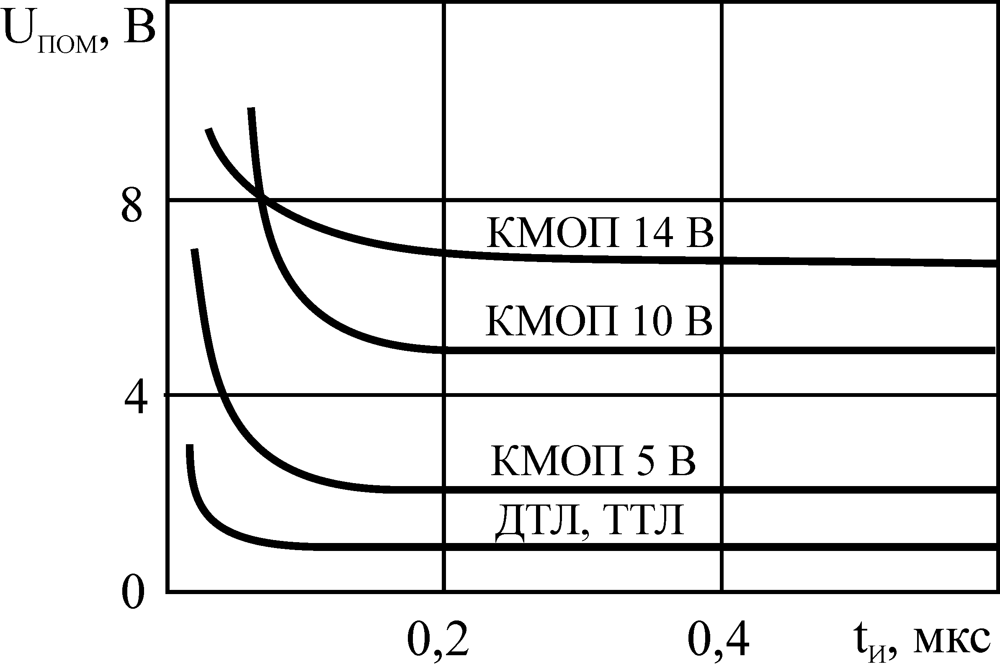 Uпом, В
8
КМОП 14 В
КМОП 10 В
4
КМОП 5 В
ДТЛ, ТТЛ
0
0,2
0,4
tи, мкс